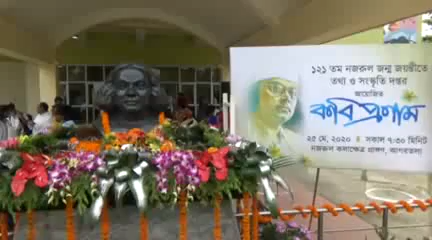 ১২১ তম নজরুল জন্ম জয়ন্তীতে
তথ্য ও সংস্কৃতি দপ্তর
আয়োজিত
কবি প্রণাম
২৫ মে, ২০২০ ৪ সকাল ৭:৩০ মিনিট
নজরুল কলাক্ষেত্র প্রাঙ্গণ, আগরতলা